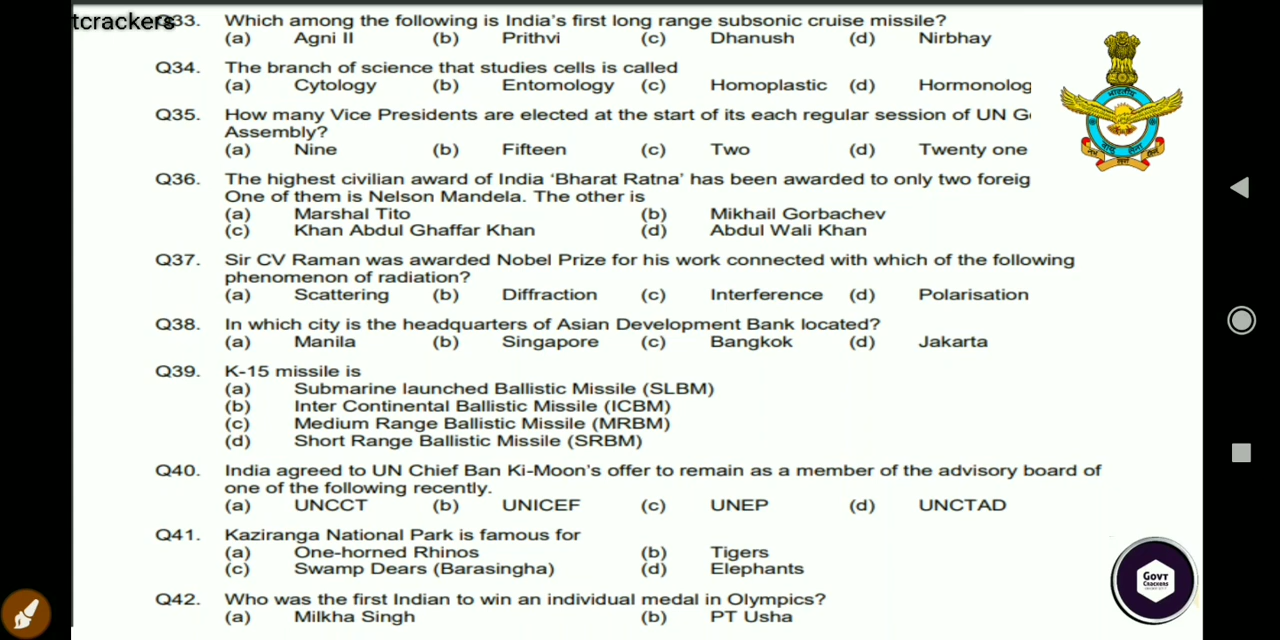 tcrackers
Q33. Which among the following is India's first long range subsonic cruise missile?
(a) Agni II (b) Prithvi (c) Dhanush (d) Nirbhay
Q34. The branch of science that studies cells is called
(a) Cytology (b) Entomology (c) Homoplastic (d) Hormonolog
Q35. How many Vice Presidents are elected at the start of its each regular session of UN G
Assembly?
(a) Nine (b) Fifteen (c) Two (d) Twenty one
Q36. The highest civilian award of India 'Bharat Ratna' has been awarded to only two foreig
One of them is Nelson Mandela. The other is
(a) Marshal Tito (b) Mikhail Gorbachev
(c) Khan Abdul Ghaffar Khan (d) Abdul Wali Khan
Q37. Sir CV Raman was awarded Nobel Prize for his work connected with which of the following
phenomenon of radiation?
(a) Scattering (b) Diffraction (c) Interference (d) Polarisation
Q38. In which city is the headquarters of Asian Development Bank located?
(a) Manila (b) Singapore (c) Bangkok (d) Jakarta
Q39. K-15 missile is
(a) Submarine launched Ballistic Missile (SLBM)
(b) Inter Continental Ballistic Missile (ICBM)
(c) Medium Range Ballistic Missile (MRBM)
(d) Short Range Ballistic Missile (SRBM)
Q40. India agreed to UN Chief Ban Ki-Moon's offer to remain as a member of the advisory board of
one of the following recently.
(a) UNCCT (b) UNICEF (c) UNEP (d) UNCTAD
Q41. Kaziranga National Park is famous for
(a) One-horned Rhinos (b) Tigers
(c) Swamp Dears (Barasingha) (d) Elephants
GOVT
CRACKERS
Q42. Who was the first Indian to win an individual medal in Olympics?
(a) Milkha Singh (b) PT Usha